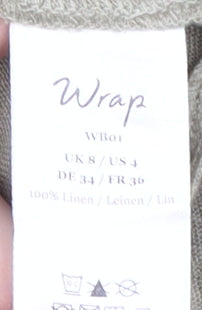 Wrap
WB01
UK 8 / US 4
DE 34 / FR 36
100% Linen / Leinen / Lin